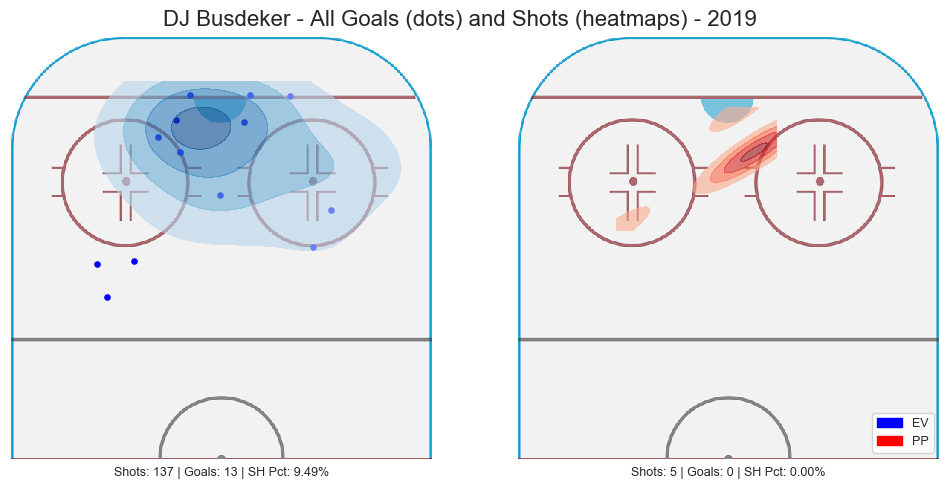 DJ Busdeker - All Goals (dots) and Shots (heatmaps) - 2019
EV
PP
Shots: 137 | Goals: 13 | SH Pct: 9.49%
Shots: 5 | Goals: 0 | SH Pct: 0.00%